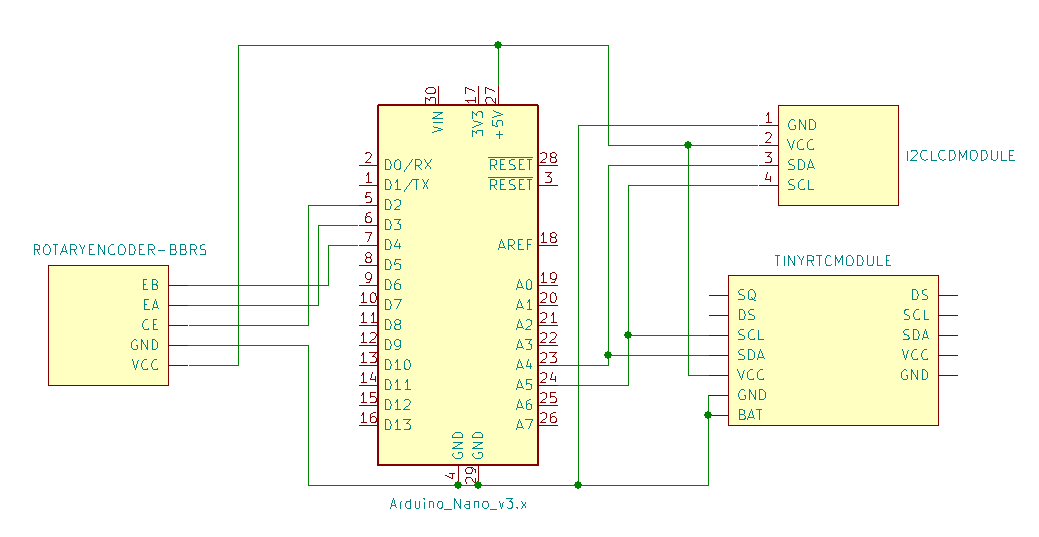 30
17
27
VIN
3V3
+5V
2 D0/RX
1 D1/TX
5 D2
6 D3
7 D4
8 D5
9 D6
10 D7
11 D8
12 D9
13 D10
14 D11
15 D12
16 D13
RESET 28
RESET 3
AREF 18
A0 19
A1 20
A2 21
A3 22
A4 23
A5 24
A6 25
A7 26
GND
GND
4
29
Arduino_Nano_v3.x
ROTARYENCODER-BBRS
EB
EA
CE
GND
VCC
1 GND
2 VCC
3 SDA
4 SCL
I2CLCDMODULE
TINYRTCMODULE
SQ
DS
SCL
SDA
VCC
GND
BAT
DS
SCL
SDA
VCC
GND